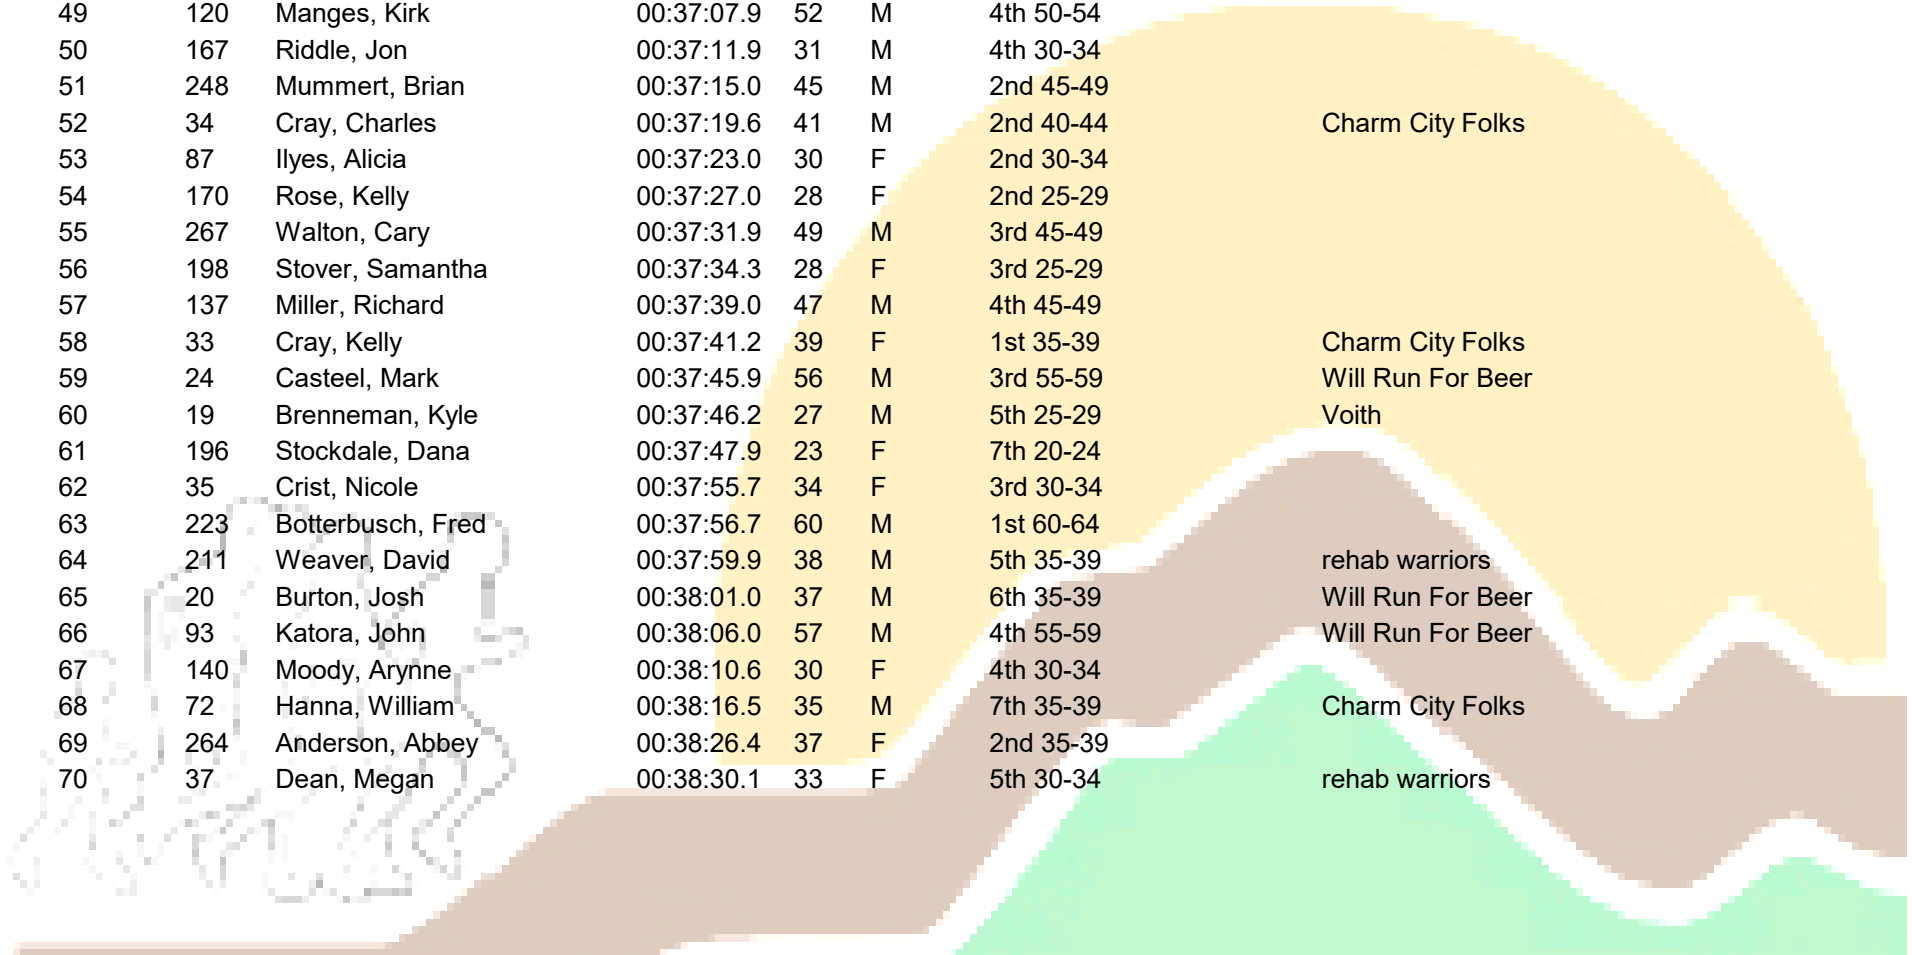 49 120 Manges, Kirk 00:37:07.9 52 M 4th 50-54
50 167 Riddle, Jon 00:37:11.9 31 M 4th 30-34
51 248 Mummert, Brian 00:37:15.0 45 M 2nd 45-49
52 34 Cray, Charles 00:37:19.6 41 M 2nd 40-44 Charm City Folks
53 87 Ilyes, Alicia 00:37:23.0 30 F 2nd 30-34
54 170 Rose, Kelly 00:37:27.0 28 F 2nd 25-29
55 267 Walton, Cary 00:37:31.9 49 M 3rd 45-49
56 198 Stover, Samantha 00:37:34.3 28 F 3rd 25-29
57 137 Miller, Richard 00:37:39.0 47 M 4th 45-49
58 33 Cray, Kelly 00:37:41.2 39 F 1st 35-39 Charm City Folks
59 24 Casteel, Mark 00:37:45.9 56 M 3rd 55-59 Will Run For Beer
60 19 Brenneman, Kyle 00:37:46.2 27 M 5th 25-29 Voith
61 196 Stockdale, Dana 00:37:47.9 23 F 7th 20-24
62 35 Crist, Nicole 00:37:55.7 34 F 3rd 30-34
63 223 Botterbusch, Fred 00:37:56.7 60 M 1st 60-64
64 211 Weaver, David 00:37:59.9 38 M 5th 35-39 rehab warriors
65 20 Burton, Josh 00:38:01.0 37 M 6th 35-39 Will Run For Beer
66 93 Katora, John 00:38:06.0 57 M 4th 55-59 Will Run For Beer
67 140 Moody, Arynne 00:38:10.6 30 F 4th 30-34
68 72 Hanna, William 00:38:16.5 35 M 7th 35-39 Charm City Folks
69 264 Anderson, Abbey 00:38:26.4 37 F 2nd 35-39
70 37 Dean, Megan 00:38:30.1 33 F 5th 30-34 rehab warriors